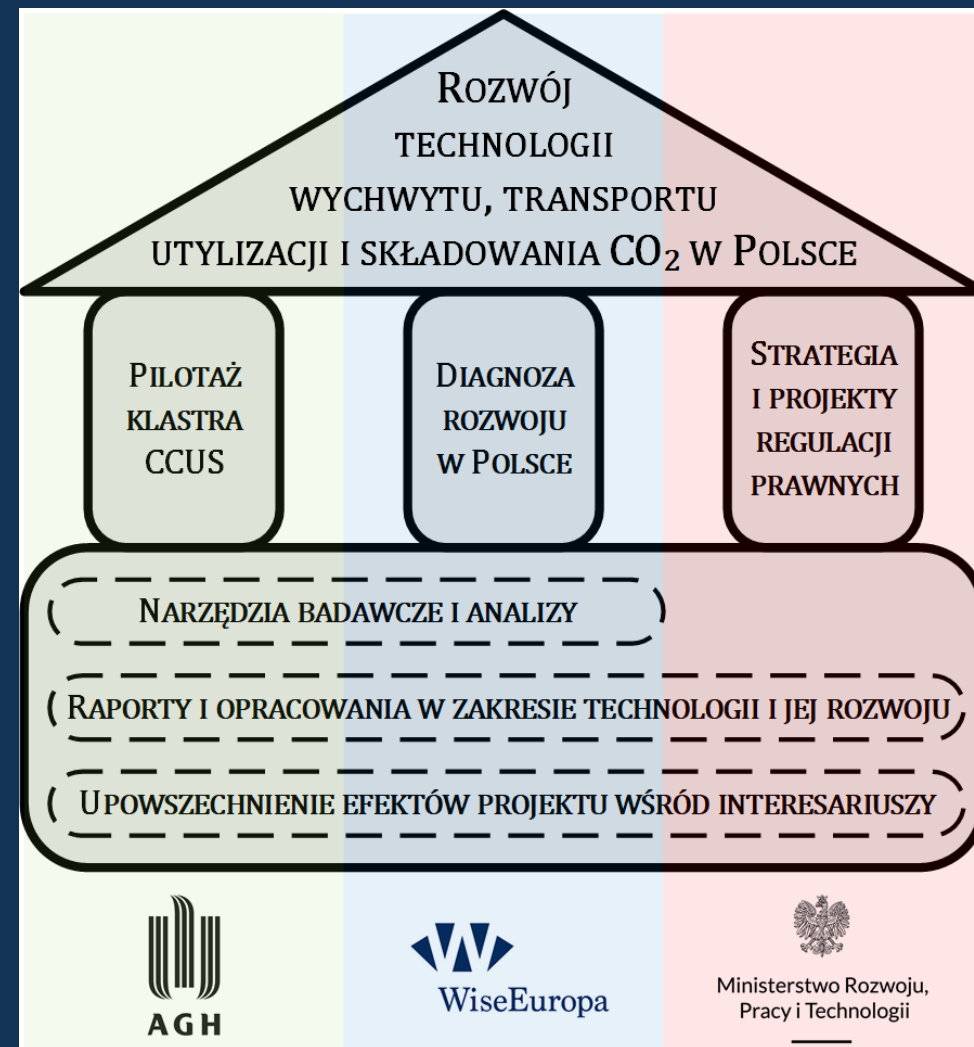 Rozwój
technologii
wychwytu, transportu
utylizacji i składowania CO₂ w Polsce
Pilotaż
klastra
CCUS
Diagnoza
rozwoju
w Polsce
Strategia
i projekty
regulacji
prawnych
Narzędzia badawcze i analizy
Raporty i opracowania w zakresie technologii i jej rozwoju
Upowszechnienie efektów projektu wśród interesariuszy
AGH
WiseEuropa
Ministerstwo Rozwoju,
Pracy i Technologii